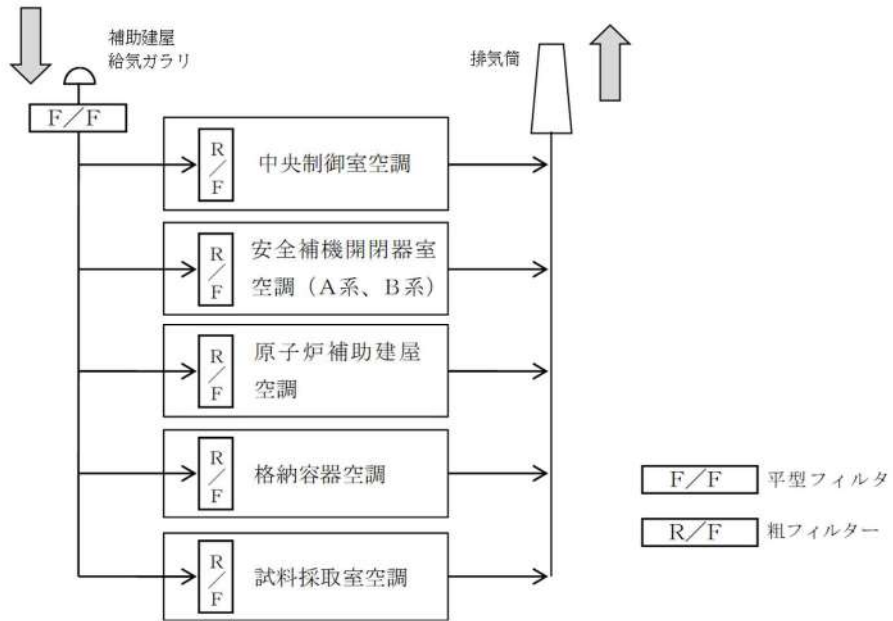 補助建屋
給気ガラリ
排気筒
F／F
R／F
中央制御室空調
R／F
安全補機開閉器室
空調（A系、B系）
R／F
原子炉補助建屋
空調
R／F
格納容器空調
R／F
試料採取室空調
F／F
平型フィルタ
R／F
粗フィルター